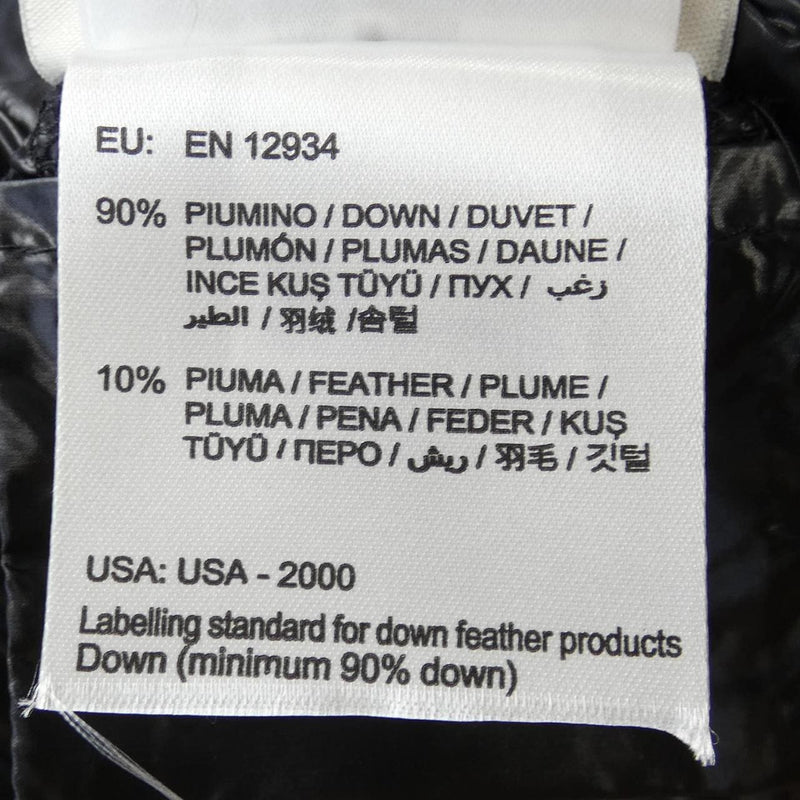 EU: EN 12934
90% PIUMINO / DOWN / DUVET /
PLUMÓN / PLUMAS / DAUNE /
INCE KUŞ TÜYÜ / ПУХ / زغب
الطير / 羽绒 /솜털
10% PIUMA / FEATHER / PLUME /
PLUMA / PENA / FEDER / KUŞ
TÜYÜ / ПЕРО / ريش / 羽毛 / 깃털
USA: USA - 2000
Labelling standard for down feather products
Down (minimum 90% down)